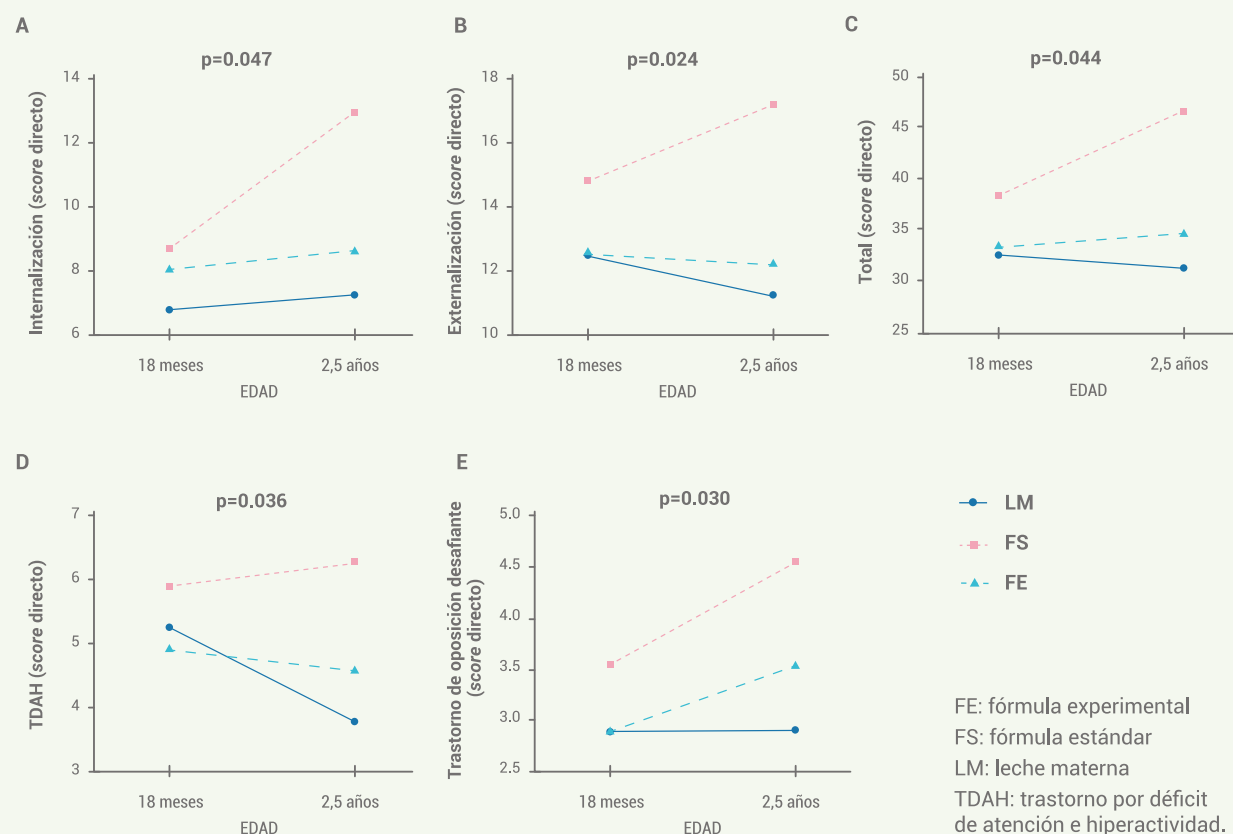 A
p=0.047
Internalización (score directo)
14
12
10
8
6
18 meses
2,5 años
EDAD
B
p=0.024
Externalización (score directo)
18
16
14
12
10
18 meses
2,5 años
EDAD
C
p=0.044
Total (score directo)
50
45
40
35
30
25
18 meses
2,5 años
EDAD
D
p=0.036
TDAH (score directo)
7
6
5
4
3
18 meses
2,5 años
EDAD
E
p=0.030
Trastorno de oposición desafiante
(score directo)
5.0
4.5
4.0
3.5
3.0
2.5
18 meses
2,5 años
EDAD
LM
FS
FE
FE: fórmula experimental
FS: fórmula estándar
LM: leche materna
TDAH: trastorno por déficit
de atención e hiperactividad.